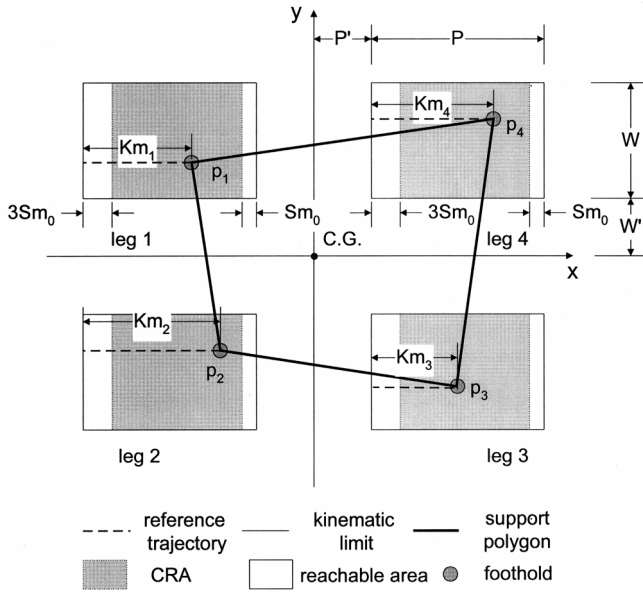 y
P'
P
Km₄
p₄
W
Km₁
p₁
3Sm₀
Sm₀
3Sm₀
Sm₀
W'
leg 1
C.G.
leg 4
x
Km₂
p₂
Km₃
p₃
leg 2
leg 3
reference trajectory
kinematic limit
support polygon
CRA
reachable area
foothold